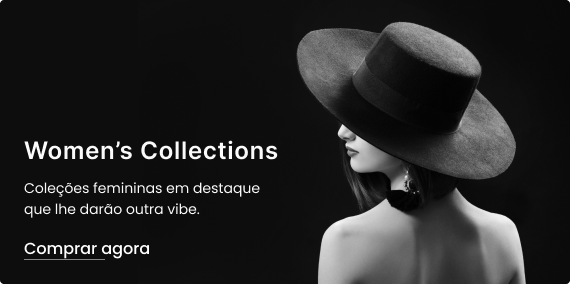 Women’s Collections
Coleções femininas em destaque
que lhe darão outra vibe.
Comprar agora